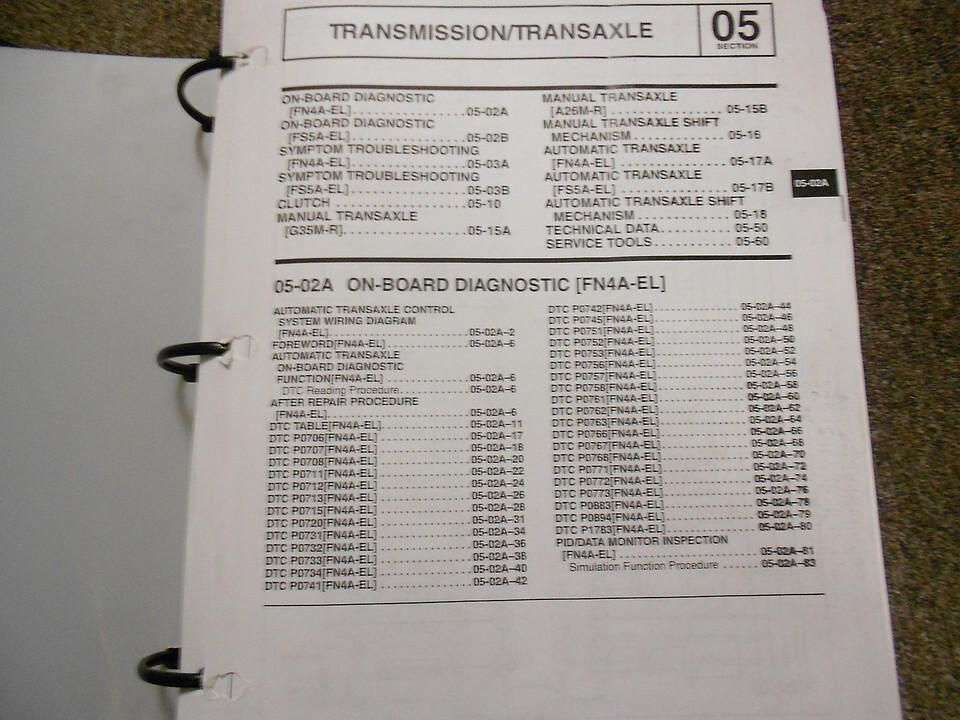 TRANSMISSION/TRANSAXLE
05
SECTION
ON-BOARD DIAGNOSTIC
[FN4A-EL]..................05-02A
ON-BOARD DIAGNOSTIC
[FS5A-EL]..................05-02B
SYMPTOM TROUBLESHOOTING
[FN4A-EL]..................05-03A
SYMPTOM TROUBLESHOOTING
[FS5A-EL]..................05-03B
CLUTCH ....................05-10
MANUAL TRANSAXLE
[G35M-R]...................05-15A
MANUAL TRANSAXLE
[A26M-R] ..................05-15B
MANUAL TRANSAXLE SHIFT
MECHANISM..................05-16
AUTOMATIC TRANSAXLE
[FN4A-EL] .................05-17A
AUTOMATIC TRANSAXLE
[FS5A-EL] .................05-17B
AUTOMATIC TRANSAXLE SHIFT
MECHANISM..................05-18
TECHNICAL DATA.............05-50
SERVICE TOOLS..............05-60
05-02A
05-02A ON-BOARD DIAGNOSTIC [FN4A-EL]
AUTOMATIC TRANSAXLE CONTROL
SYSTEM WIRING DIAGRAM
[FN4A-EL]..................05-02A–2
FOREWORD[FN4A-EL]..........05-02A–6
AUTOMATIC TRANSAXLE
ON-BOARD DIAGNOSTIC
FUNCTION[FN4A-EL]..........05-02A–6
DTC Reading Procedure......05-02A–6
AFTER REPAIR PROCEDURE
[FN4A-EL]..................05-02A–6
DTC TABLE[FN4A-EL].........05-02A–11
DTC P0706[FN4A-EL].........05-02A–17
DTC P0707[FN4A-EL].........05-02A–18
DTC P0708[FN4A-EL].........05-02A–20
DTC P0711[FN4A-EL].........05-02A–22
DTC P0712[FN4A-EL].........05-02A–24
DTC P0713[FN4A-EL].........05-02A–26
DTC P0715[FN4A-EL].........05-02A–28
DTC P0720[FN4A-EL].........05-02A–31
DTC P0731[FN4A-EL].........05-02A–34
DTC P0732[FN4A-EL].........05-02A–36
DTC P0733[FN4A-EL].........05-02A–38
DTC P0734[FN4A-EL].........05-02A–40
DTC P0741[FN4A-EL].........05-02A–42
DTC P0742[FN4A-EL].........05-02A–44
DTC P0745[FN4A-EL].........05-02A–46
DTC P0751[FN4A-EL].........05-02A–48
DTC P0752[FN4A-EL].........05-02A–50
DTC P0753[FN4A-EL].........05-02A–52
DTC P0756[FN4A-EL].........05-02A–54
DTC P0757[FN4A-EL].........05-02A–56
DTC P0758[FN4A-EL].........05-02A–58
DTC P0761[FN4A-EL].........05-02A–60
DTC P0762[FN4A-EL].........05-02A–62
DTC P0763[FN4A-EL].........05-02A–64
DTC P0766[FN4A-EL].........05-02A–66
DTC P0767[FN4A-EL].........05-02A–68
DTC P0768[FN4A-EL].........05-02A–70
DTC P0771[FN4A-EL].........05-02A–72
DTC P0772[FN4A-EL].........05-02A–74
DTC P0773[FN4A-EL].........05-02A–76
DTC P0883[FN4A-EL].........05-02A–78
DTC P0894[FN4A-EL].........05-02A–79
DTC P1783[FN4A-EL].........05-02A–80
PID/DATA MONITOR INSPECTION
[FN4A-EL] .................05-02A–81
Simulation Function Procedure ......05-02A–83